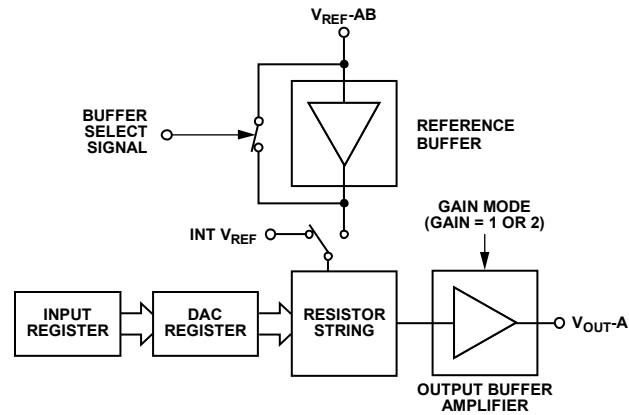 VREF-AB
BUFFER
SELECT
SIGNAL
REFERENCE
BUFFER
GAIN MODE
(GAIN = 1 OR 2)
INT VREF
INPUT
REGISTER
DAC
REGISTER
RESISTOR
STRING
VOUT-A
OUTPUT BUFFER
AMPLIFIER